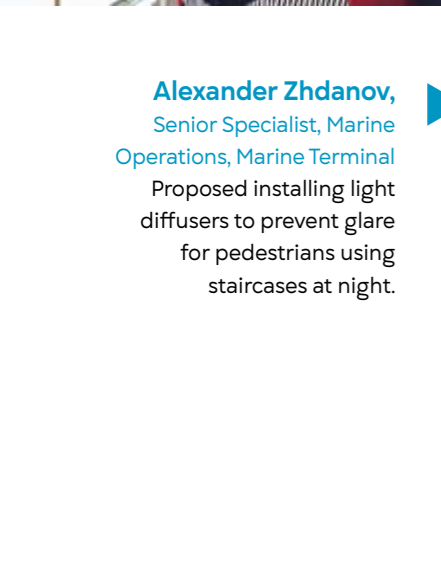 Alexander Zhdanov,
Senior Specialist, Marine
Operations, Marine Terminal
Proposed installing light
diffusers to prevent glare
for pedestrians using
staircases at night.